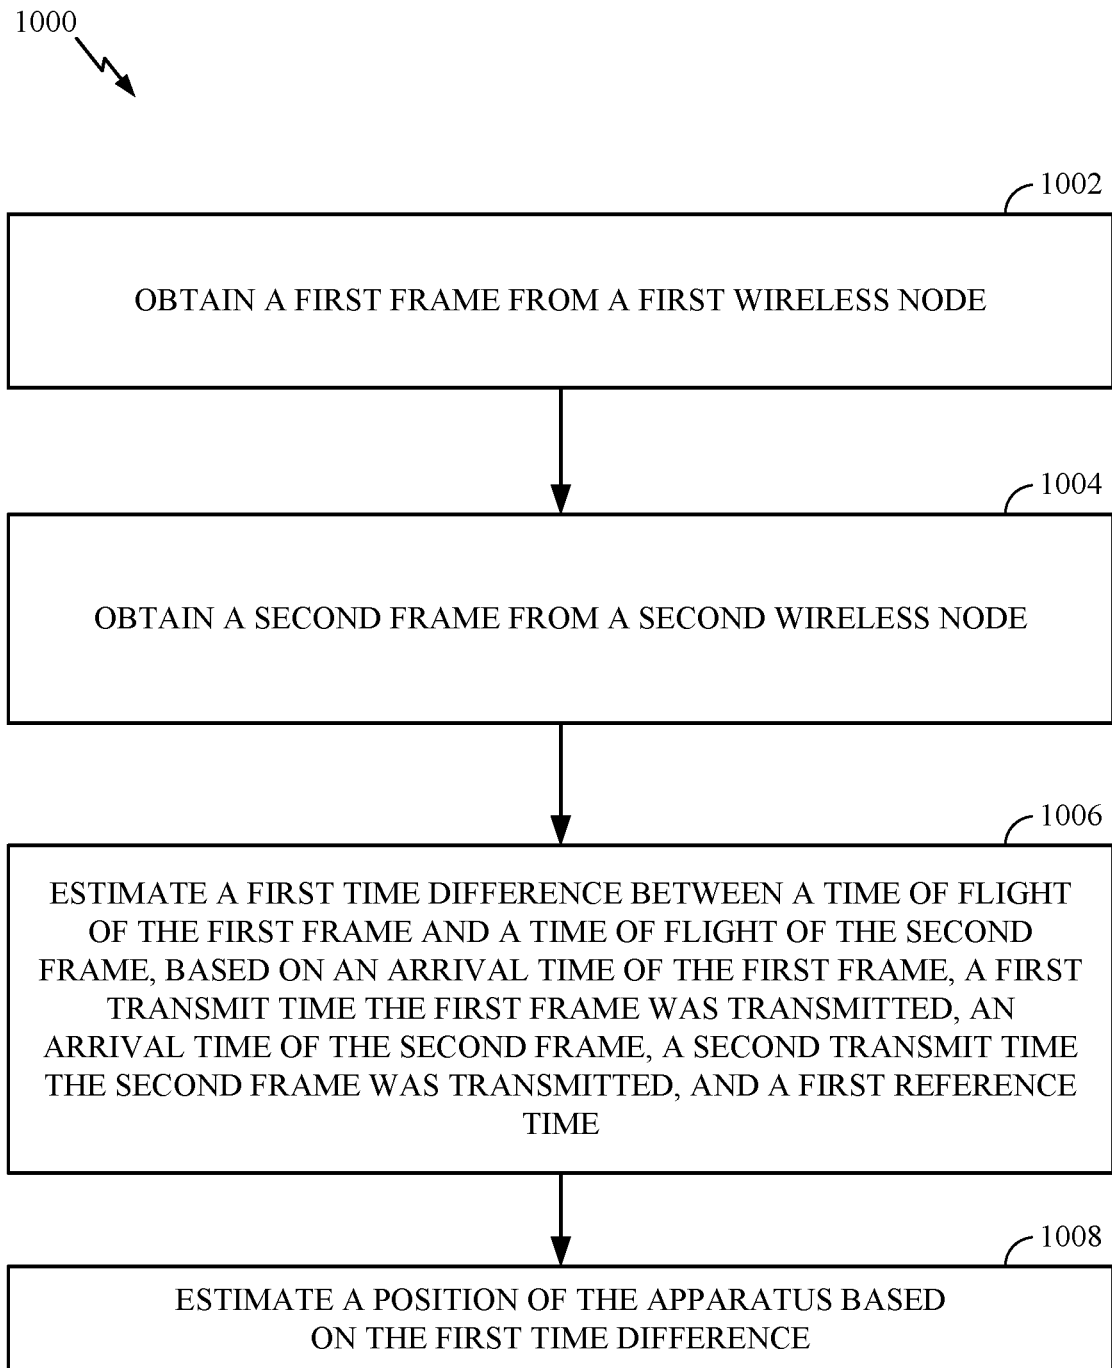 1000
1002
OBTAIN A FIRST FRAME FROM A FIRST WIRELESS NODE
1004
OBTAIN A SECOND FRAME FROM A SECOND WIRELESS NODE
1006
ESTIMATE A FIRST TIME DIFFERENCE BETWEEN A TIME OF FLIGHT
OF THE FIRST FRAME AND A TIME OF FLIGHT OF THE SECOND
FRAME, BASED ON AN ARRIVAL TIME OF THE FIRST FRAME, A FIRST
TRANSMIT TIME THE FIRST FRAME WAS TRANSMITTED, AN
ARRIVAL TIME OF THE SECOND FRAME, A SECOND TRANSMIT TIME
THE SECOND FRAME WAS TRANSMITTED, AND A FIRST REFERENCE
TIME
1008
ESTIMATE A POSITION OF THE APPARATUS BASED
ON THE FIRST TIME DIFFERENCE